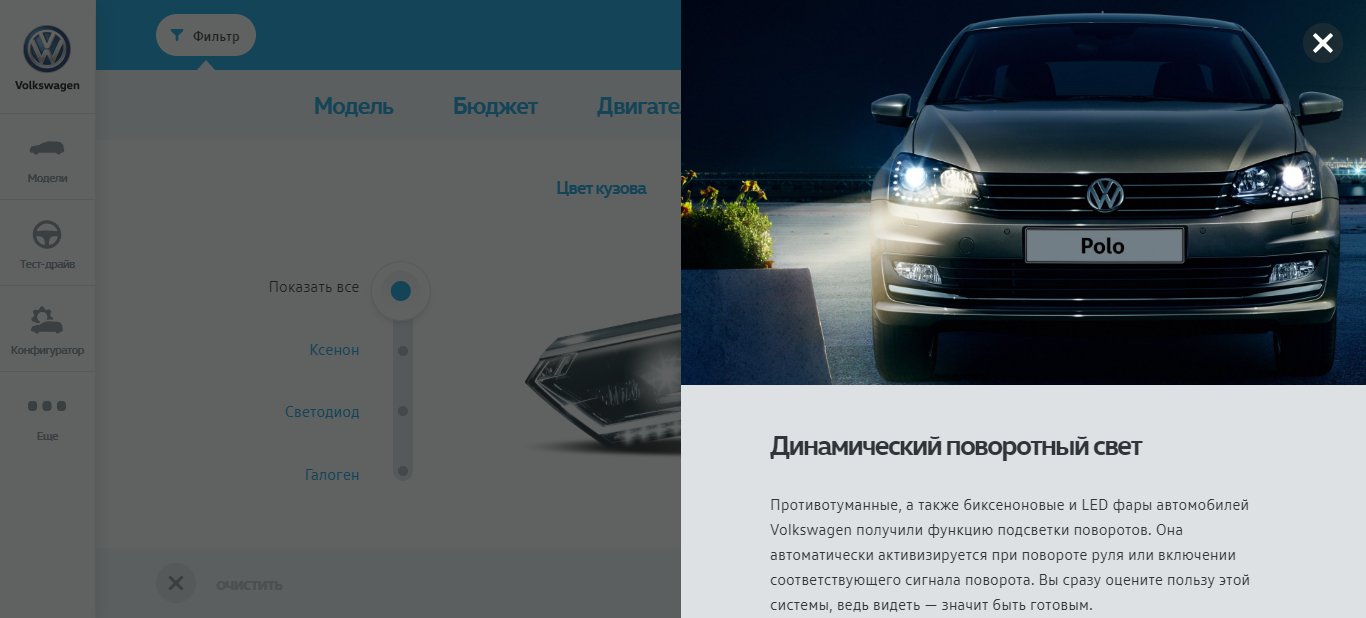 Volkswagen
Модели
Тест-драйв
Конфигуратор
Еще
Фильтр
Модель Бюджет Двигате
Цвет кузова
Показать все
Ксенон
Светодиод
Галоген
ОЧИСТИТЬ
Polo
Динамический поворотный свет
Противотуманные, а также биксеноновые и LED фары автомобилей
Volkswagen получили функцию подсветки поворотов. Она
автоматически активизируется при повороте руля или включении
соответствующего сигнала поворота. Вы сразу оцените пользу этой
системы, ведь видеть — значит быть готовым.